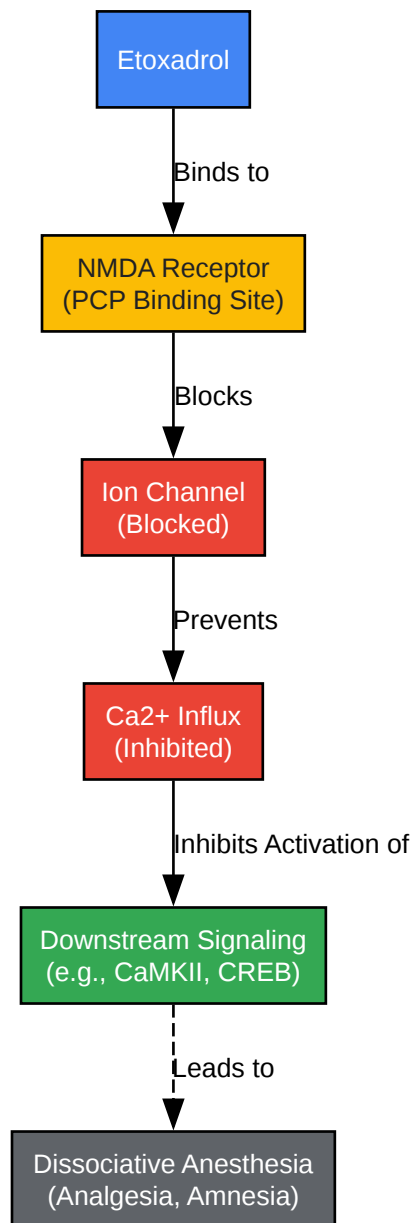 Etoxadrol
Binds to
NMDA Receptor
(PCP Binding Site)
Blocks
Ion Channel
(Blocked)
Prevents
Ca2+ Influx
(Inhibited)
Inhibits Activation of
Downstream Signaling
(e.g., CaMKII, CREB)
Leads to
Dissociative Anesthesia
(Analgesia, Amnesia)